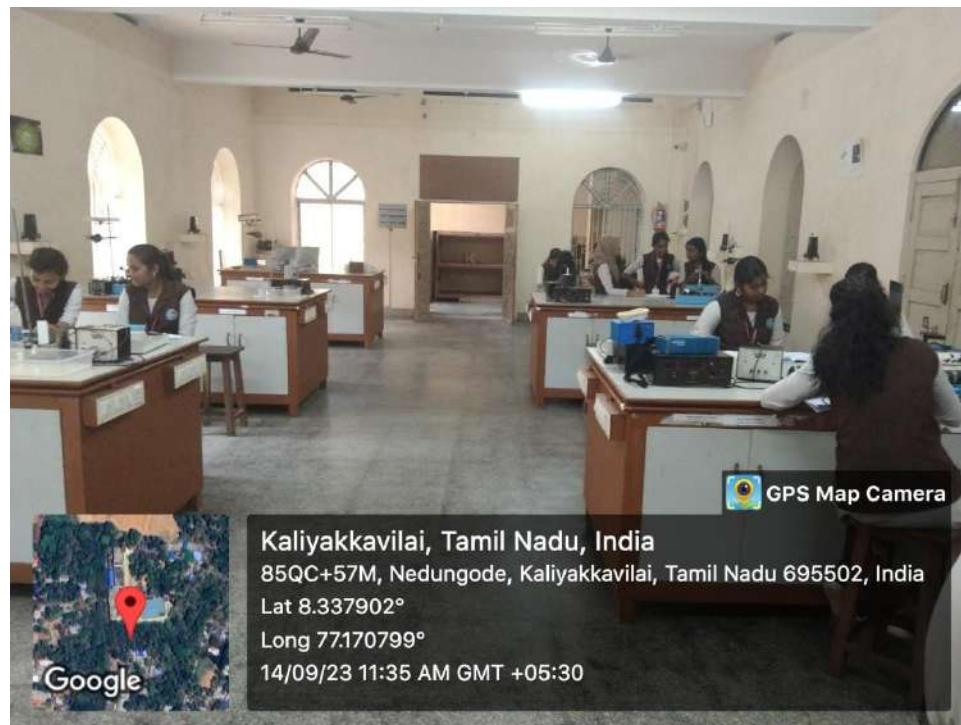 GPS Map Camera
Kaliyakkavilai, Tamil Nadu, India
85QC+57M, Nedungode, Kaliyakkavilai, Tamil Nadu 695502, India
Lat 8.337902°
Long 77.170799°
14/09/23 11:35 AM GMT +05:30
Google